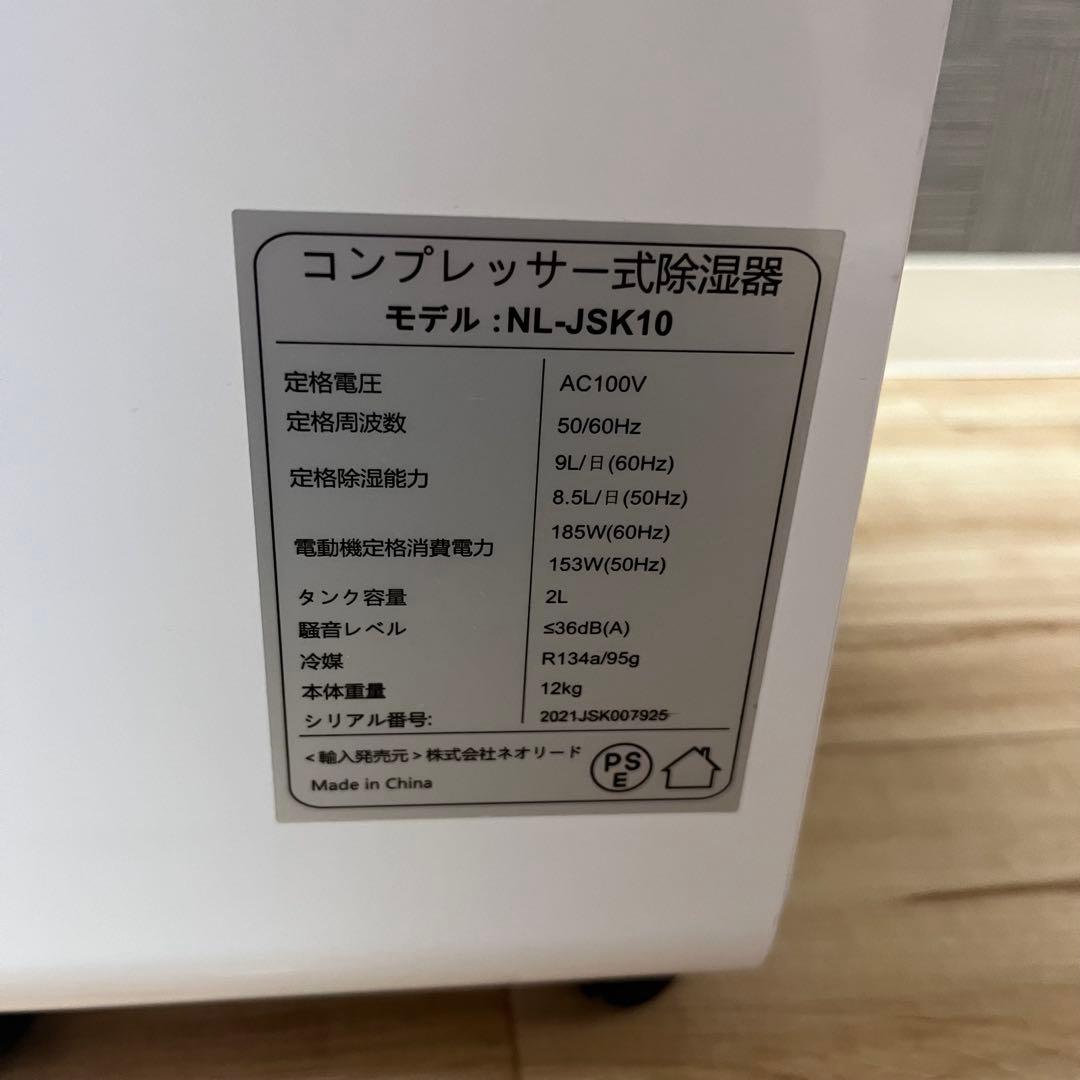 コンプレッサー式除湿器
モデル：NL-JSK10
定格電圧 AC100V
定格周波数 50/60Hz
定格除湿能力 9L/日(60Hz)
8.5L/日(50Hz)
電動機定格消費電力 185W(60Hz)
153W(50Hz)
タンク容量 2L
騒音レベル ≤36dB(A)
冷媒 R134a/95g
本体重量 12kg
シリアル番号: 2021JSK007925
<輸入発売元>株式会社ネオリード
Made in China
PSE